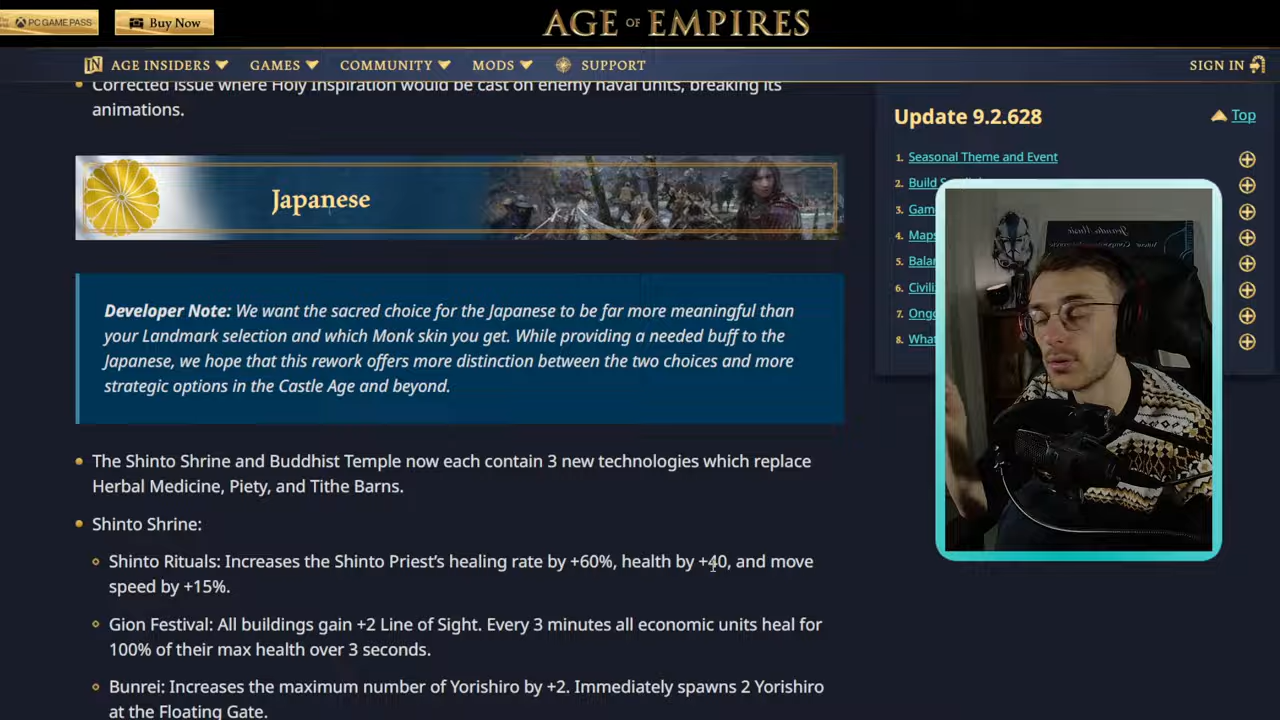 PC GAME PASS
Buy Now
AGE OF EMPIRES
AGE INSIDERS
GAMES
COMMUNITY
MODS
SUPPORT
SIGN IN
Corrected issue where Holy Inspiration would be cast on enemy naval units, breaking its
animations.
Japanese
Developer Note: We want the sacred choice for the Japanese to be far more meaningful than
your Landmark selection and which Monk skin you get. While providing a needed buff to the
Japanese, we hope that this rework offers more distinction between the two choices and more
strategic options in the Castle Age and beyond.
The Shinto Shrine and Buddhist Temple now each contain 3 new technologies which replace
Herbal Medicine, Piety, and Tithe Barns.
Shinto Shrine:
Shinto Rituals: Increases the Shinto Priest's healing rate by +60%, health by +40, and move
speed by +15%.
Gion Festival: All buildings gain +2 Line of Sight. Every 3 minutes all economic units heal for
100% of their max health over 3 seconds.
Bunrei: Increases the maximum number of Yorishiro by +2. Immediately spawns 2 Yorishiro
at the Floating Gate.
Update 9.2.628
Top
1. Seasonal Theme and Event
2. Build
3. Gam
4. Maps
5. Balan
6. Civili
7. Ongo
8. What